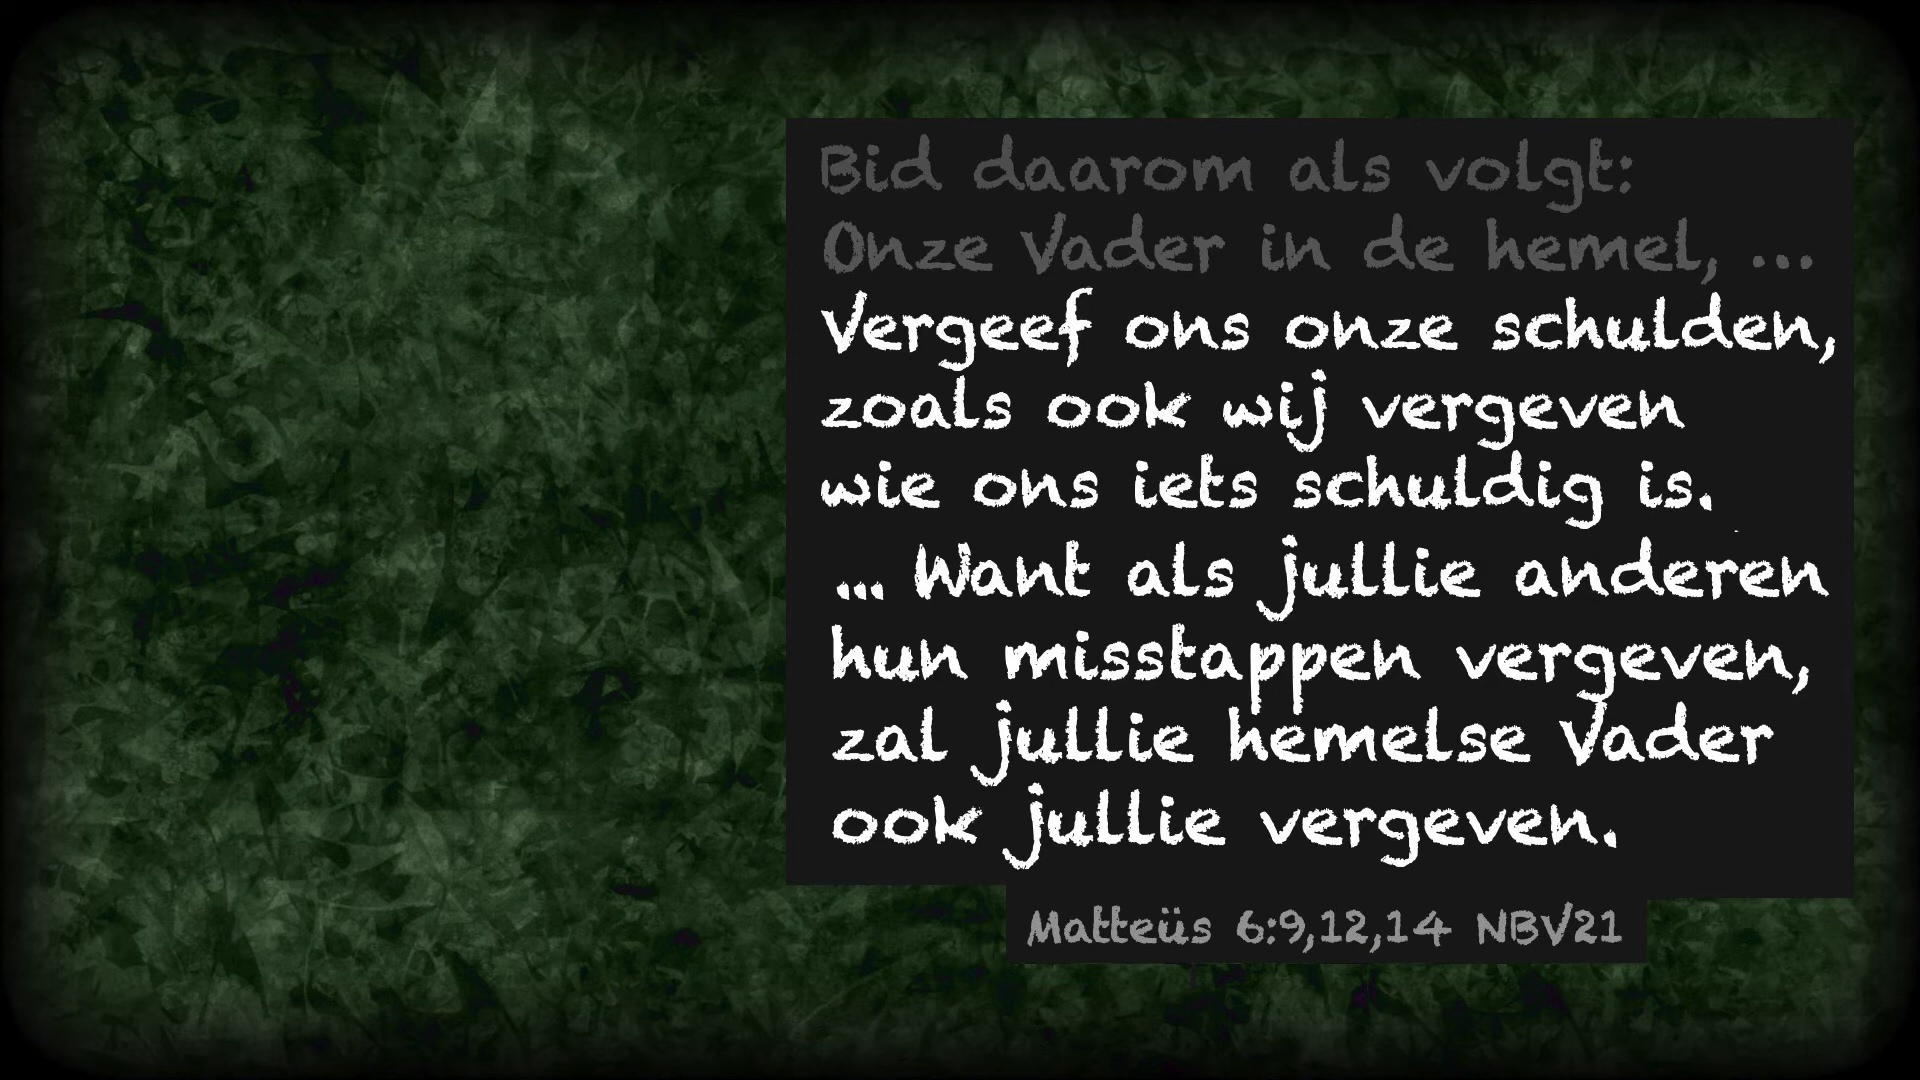 Bid daarom als volgt:
Onze Vader in de hemel, ...
Vergeef ons onze schulden,
zoals ook wij vergeven
wie ons iets schuldig is.
... Want als jullie anderen
hun misstappen vergeven,
zal jullie hemelse Vader
ook jullie vergeven.
Matteüs 6:9,12,14 NBV21